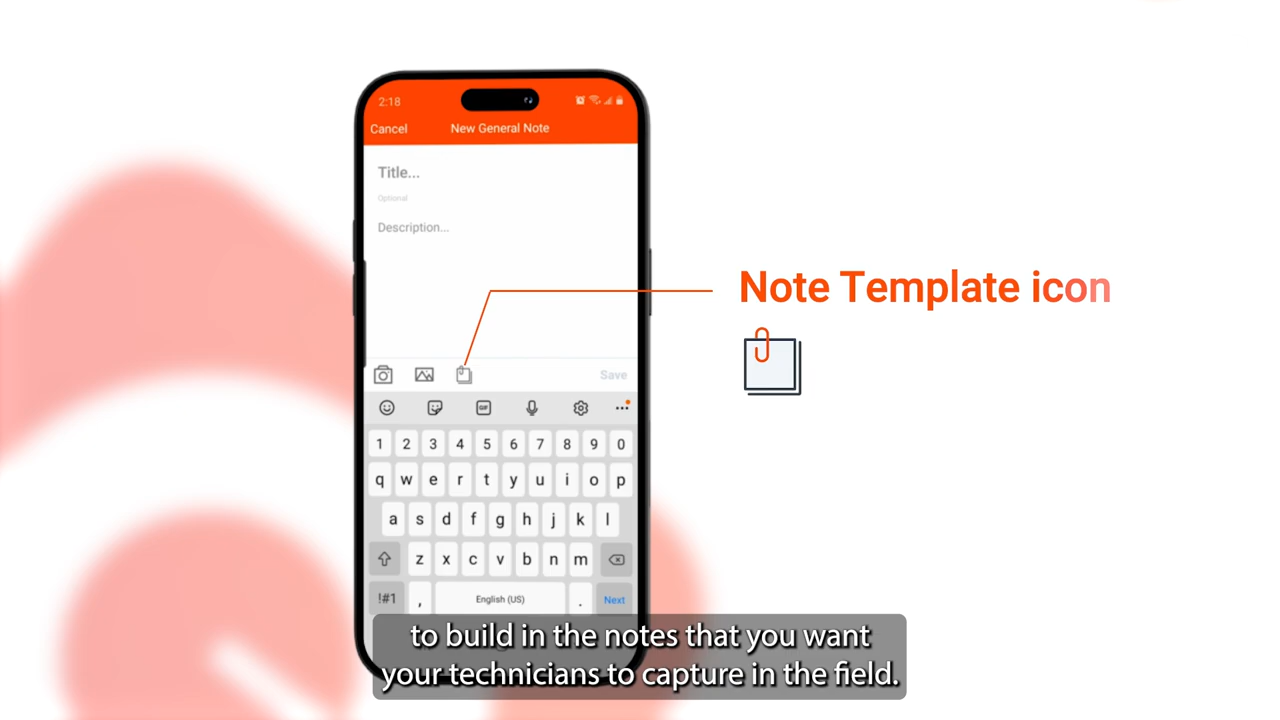 2:18
Cancel
New General Note
Title...
Optional
Description...
Note Template icon
Save
GIF
1 2 3 4 5 6 7 8 9 0
q w e r t y u i o p
a s d f g h j k l
z x c v b n m
!#1 , English (US) . Next
to build in the notes that you want
your technicians to capture in the field.